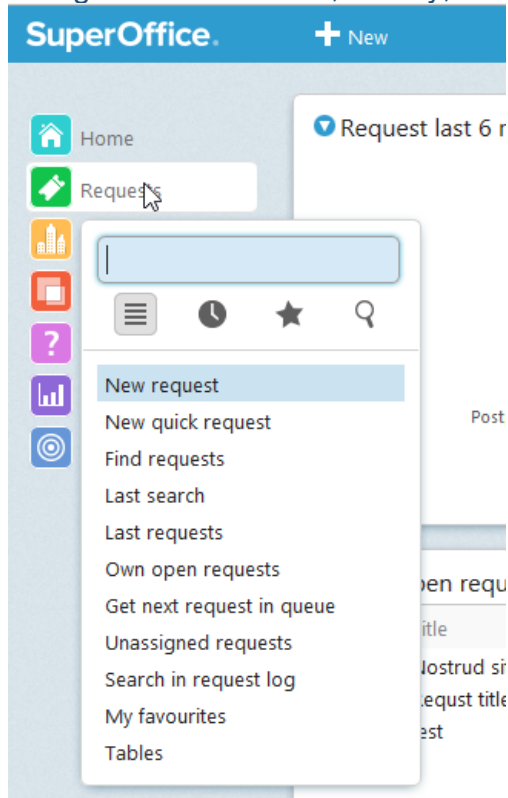 SuperOffice.
New
Home
Requests
Request last 6
New request
New quick request
Find requests
Last search
Last requests
Own open requests
Get next request in queue
Unassigned requests
Search in request log
My favourites
Tables
Post
en requ
itle
Nostrud si
equst title
est